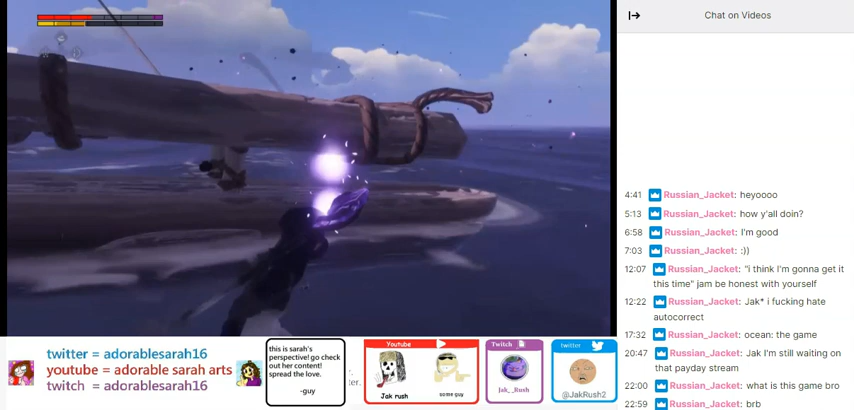 Chat on Videos
4:41 Russian_Jacket: heyoooo
5:13 Russian_Jacket: how y'all doin?
6:58 Russian_Jacket: I'm good
7:03 Russian_Jacket: :))
12:07 Russian_Jacket: "i think I'm gonna get it
this time" jam be honest with yourself
12:22 Russian_Jacket: Jak* i fucking hate
autocorrect
17:32 Russian_Jacket: ocean: the game
20:47 Russian_Jacket: Jak I'm still waiting on
that payday stream
22:00 Russian_Jacket: what is this game bro
22:59 Russian_Jacket: brb
twitter = adorablesarah16
youtube = adorable sarah arts
twitch = adorablesarah16
this is sarah's
perspective! go check
out her content!
spread the love.
-guy
ter.
Youtube
Jak rush
some guy
Twitch
Jak__Rush
twitter
@JakRush2